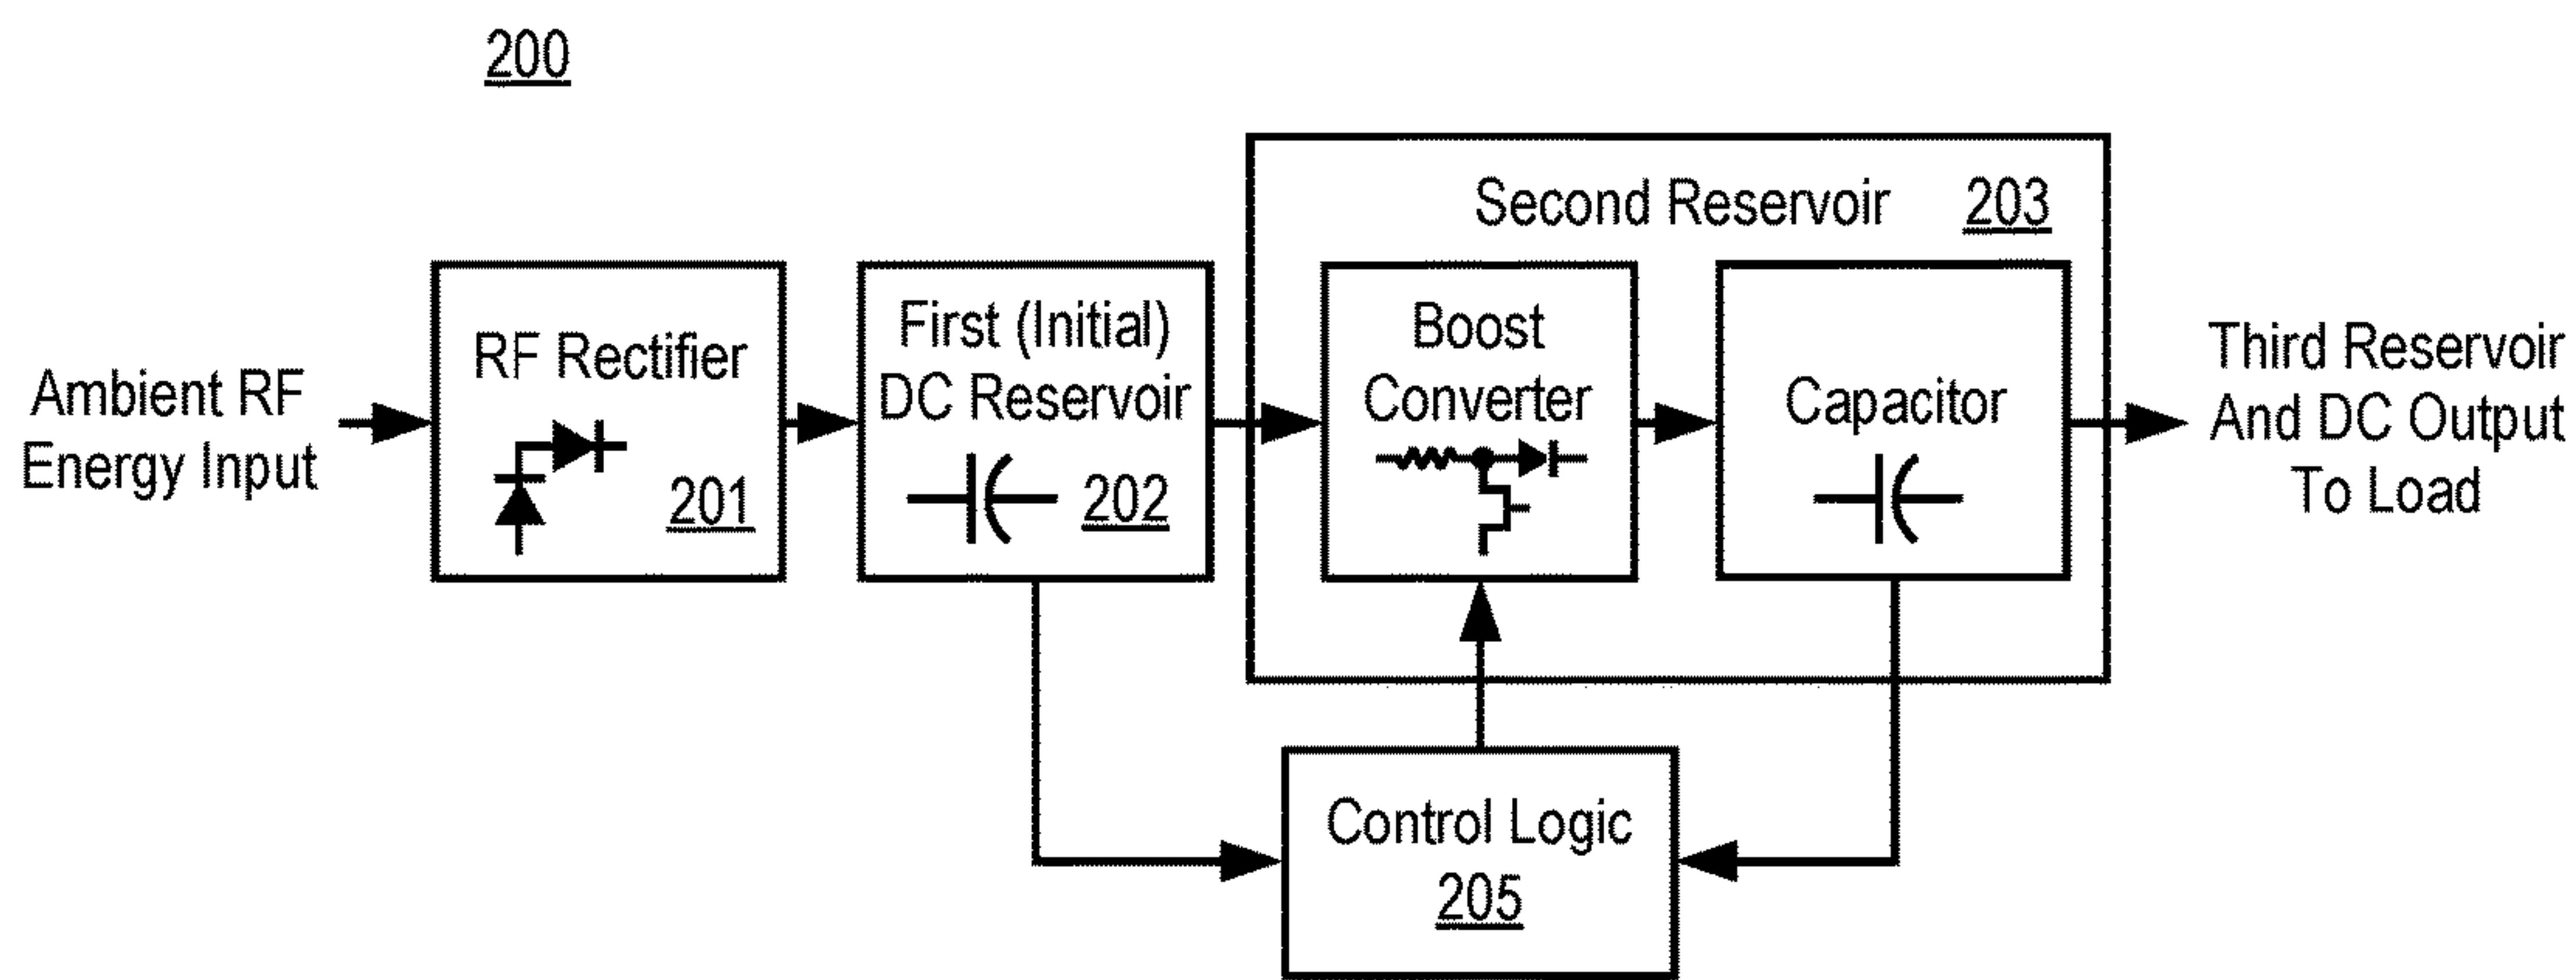 200
Ambient RF
Energy Input
RF Rectifier
201
First (Initial)
DC Reservoir
202
Second Reservoir 203
Boost
Converter
Capacitor
Third Reservoir
And DC Output
To Load
Control Logic
205